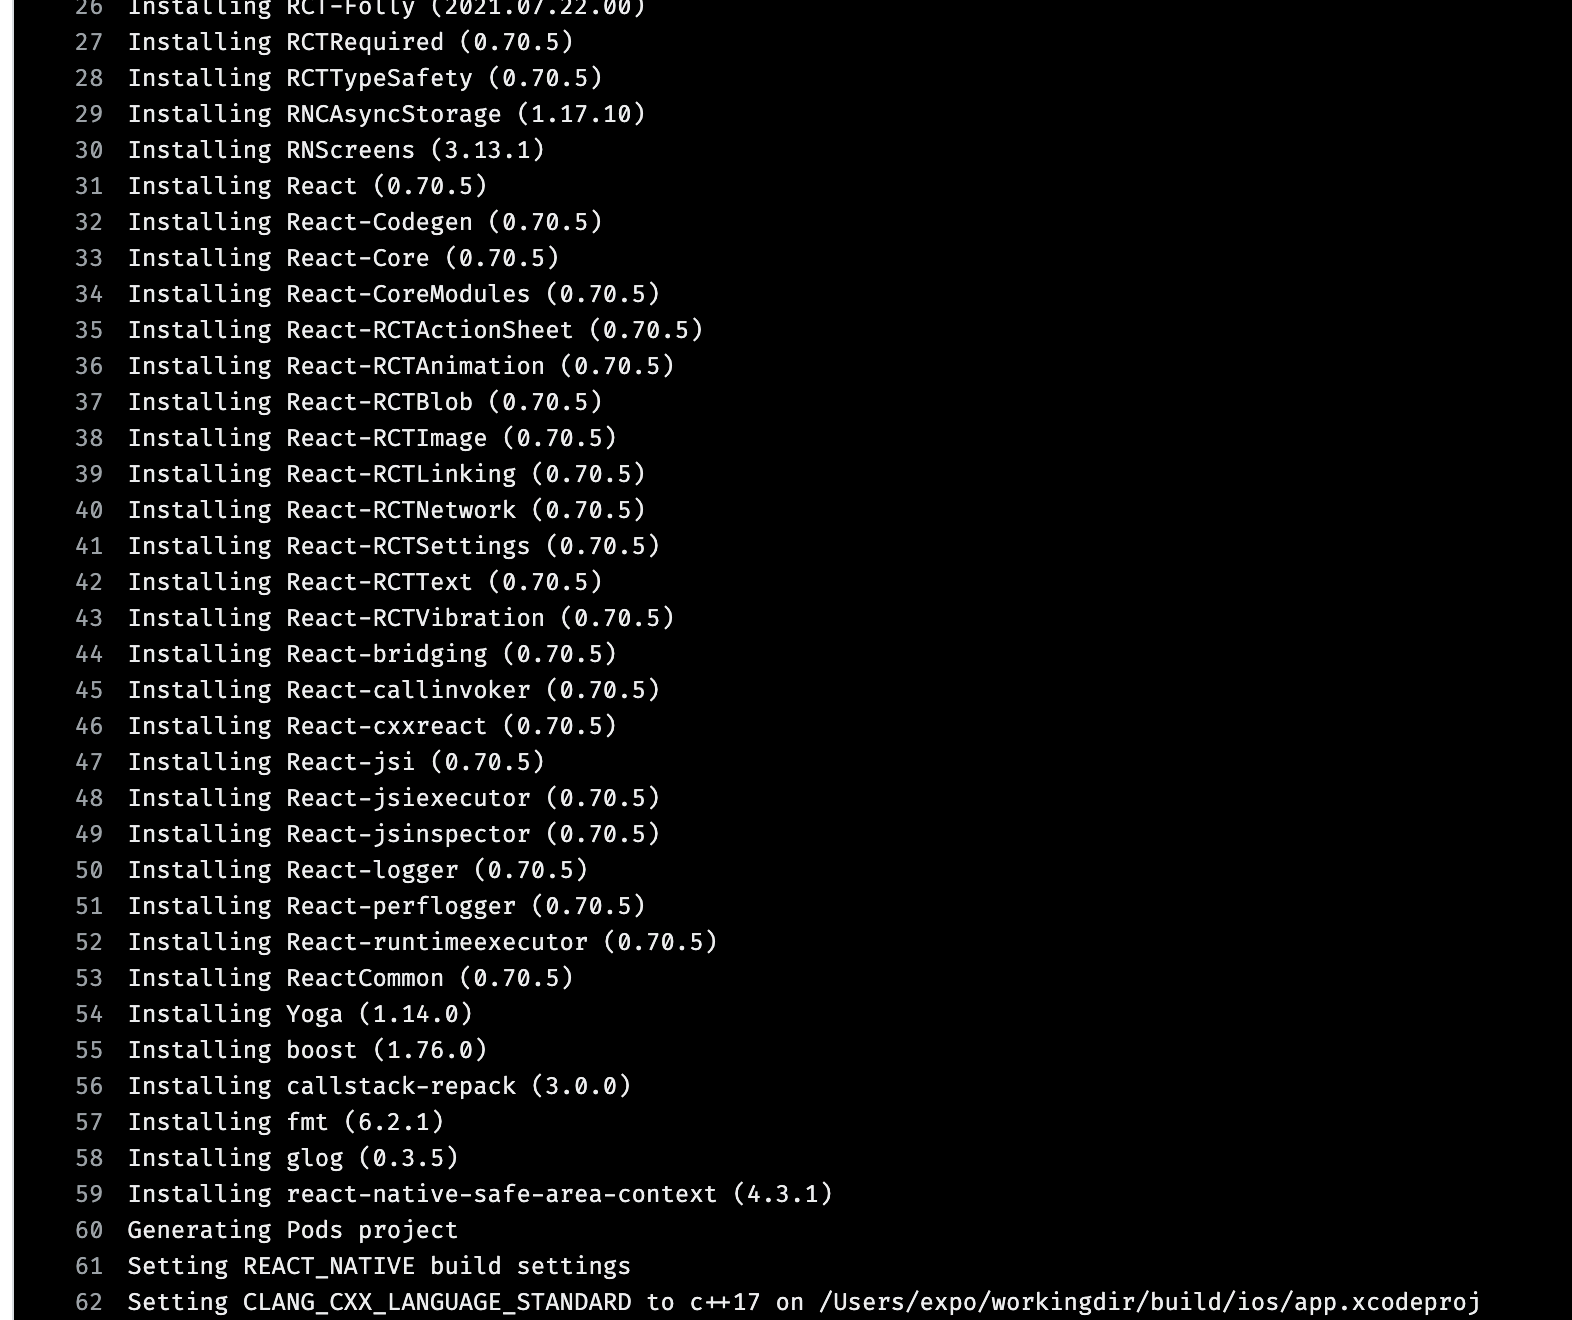 26 Installing RCT-Folly (2021.07.22.00)
27 Installing RCTRequired (0.70.5)
28 Installing RCTTypeSafety (0.70.5)
29 Installing RNCAsyncStorage (1.17.10)
30 Installing RNScreens (3.13.1)
31 Installing React (0.70.5)
32 Installing React-Codegen (0.70.5)
33 Installing React-Core (0.70.5)
34 Installing React-CoreModules (0.70.5)
35 Installing React-RCTActionSheet (0.70.5)
36 Installing React-RCTAnimation (0.70.5)
37 Installing React-RCTBlob (0.70.5)
38 Installing React-RCTImage (0.70.5)
39 Installing React-RCTLinking (0.70.5)
40 Installing React-RCTNetwork (0.70.5)
41 Installing React-RCTSettings (0.70.5)
42 Installing React-RCTText (0.70.5)
43 Installing React-RCTVibration (0.70.5)
44 Installing React-bridging (0.70.5)
45 Installing React-callinvoker (0.70.5)
46 Installing React-cxxreact (0.70.5)
47 Installing React-jsi (0.70.5)
48 Installing React-jsiexecutor (0.70.5)
49 Installing React-jsinspector (0.70.5)
50 Installing React-logger (0.70.5)
51 Installing React-perflogger (0.70.5)
52 Installing React-runtimeexecutor (0.70.5)
53 Installing ReactCommon (0.70.5)
54 Installing Yoga (1.14.0)
55 Installing boost (1.76.0)
56 Installing callstack-repack (3.0.0)
57 Installing fmt (6.2.1)
58 Installing glog (0.3.5)
59 Installing react-native-safe-area-context (4.3.1)
60 Generating Pods project
61 Setting REACT_NATIVE build settings
62 Setting CLANG_CXX_LANGUAGE_STANDARD to c++17 on /Users/expo/workingdir/build/ios/app.xcodeproj